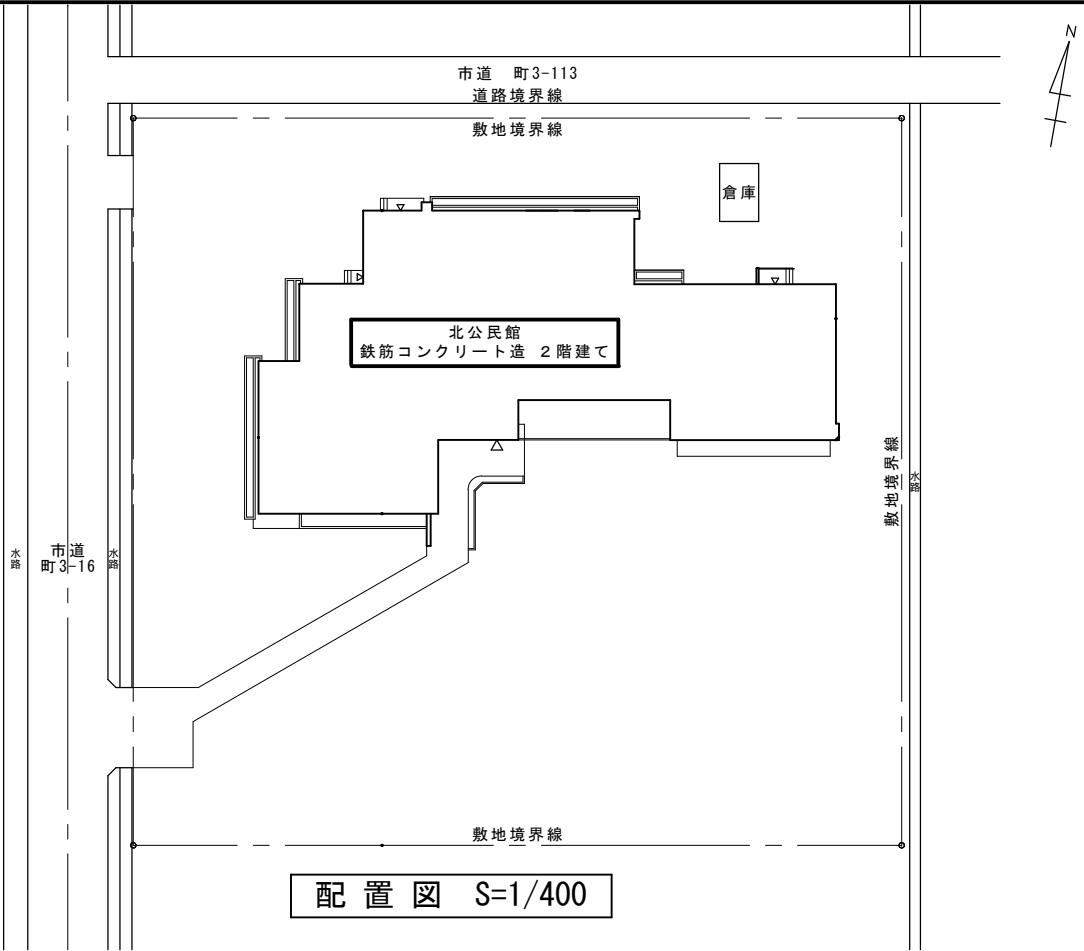 N
市道 町3-113
道路境界線
敷地境界線
倉庫
北公民館
鉄筋コンクリート造 2階建て
敷地境界線
水路
水路
市道
町3-16
水路
敷地境界線
配置図 S=1/400